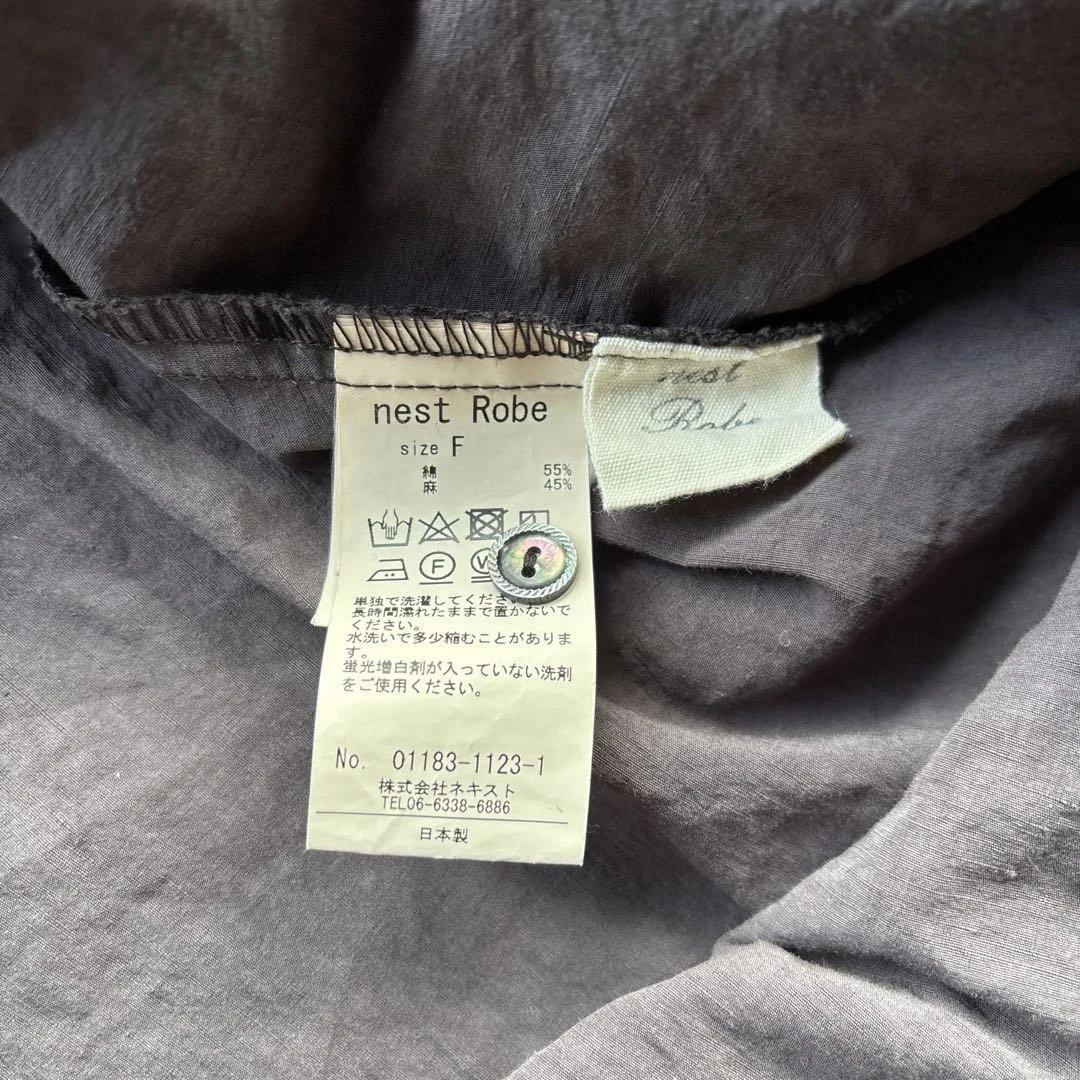 nest Robe
size F
綿 55%
麻 45%
F
W
単独で洗濯してください。
長時間濡れたままで置かないで
ください。
水洗いで多少縮むことがありま
す。
蛍光増白剤が入っていない洗剤
をご使用ください。
No. 01183-1123-1
株式会社ネキスト
TEL06-6338-6886
日本製
nest
Robe